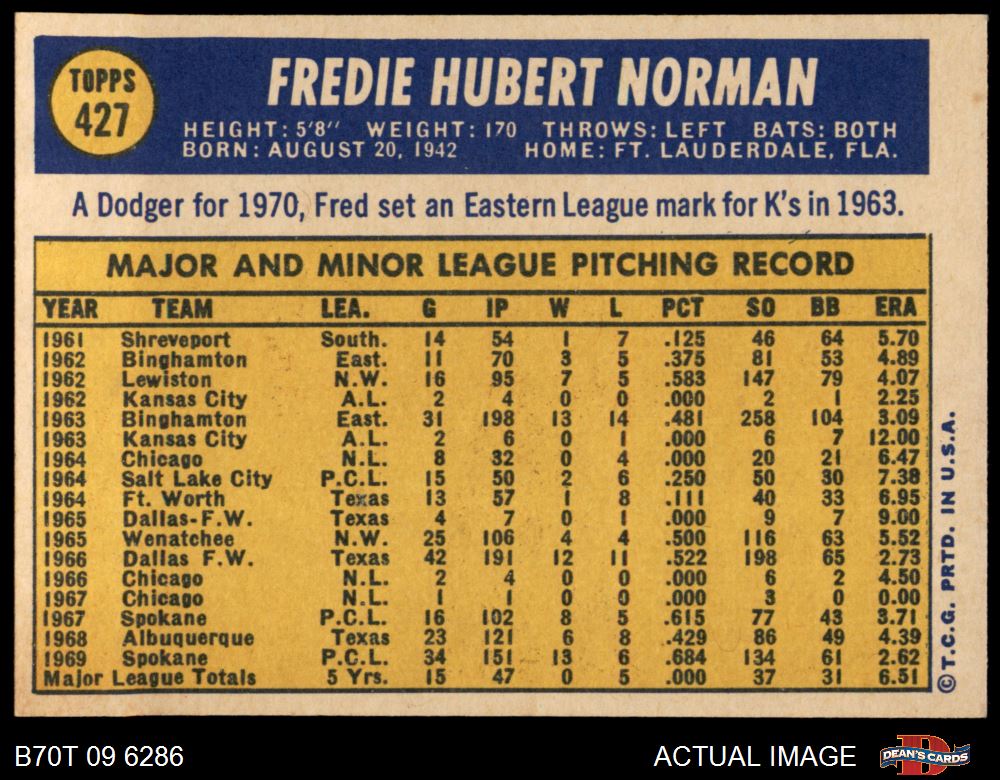 TOPPS
427
FREDIE HUBERT NORMAN
HEIGHT: 5'8" WEIGHT: 170 THROWS: LEFT BATS: BOTH
BORN: AUGUST 20, 1942 HOME: FT. LAUDERDALE, FLA.
A Dodger for 1970, Fred set an Eastern League mark for K's in 1963.
MAJOR AND MINOR LEAGUE PITCHING RECORD
YEAR TEAM LEA. G IP W L PCT SO BB ERA
1961 Shreveport South. 14 54 1 7 .125 46 64 5.70
1962 Binghamton East. 11 70 3 5 .375 81 53 4.89
1962 Lewiston N.W. 16 95 7 5 .583 147 79 4.07
1962 Kansas City A.L. 2 4 0 0 .000 2 1 2.25
1963 Binghamton East. 31 198 13 14 .481 258 104 3.09
1963 Kansas City A.L. 2 6 0 1 .000 6 7 12.00
1964 Chicago N.L. 8 32 0 4 .000 20 21 6.47
1964 Salt Lake City P.C.L. 15 50 2 6 .250 50 30 7.38
1964 Ft. Worth Texas 13 57 1 8 .111 40 33 6.95
1965 Dallas-F.W. Texas 4 7 0 1 .000 9 7 9.00
1965 Wenatchee N.W. 25 106 4 4 .500 116 63 5.52
1966 Dallas F.W. Texas 42 191 12 11 .522 198 65 2.73
1966 Chicago N.L. 2 4 0 0 .000 6 2 4.50
1967 Chicago N.L. 1 1 0 0 .000 3 0 0.00
1967 Spokane P.C.L. 16 102 8 5 .615 77 43 3.71
1968 Albuquerque Texas 23 121 6 8 .429 86 49 4.39
1969 Spokane P.C.L. 34 151 13 6 .684 134 61 2.62
Major League Totals 5 Yrs. 15 47 0 5 .000 37 31 6.51
©T.C.G. PRTD. IN U.S.A.
B70T 09 6286 ACTUAL IMAGE
DEAN'S CARDS